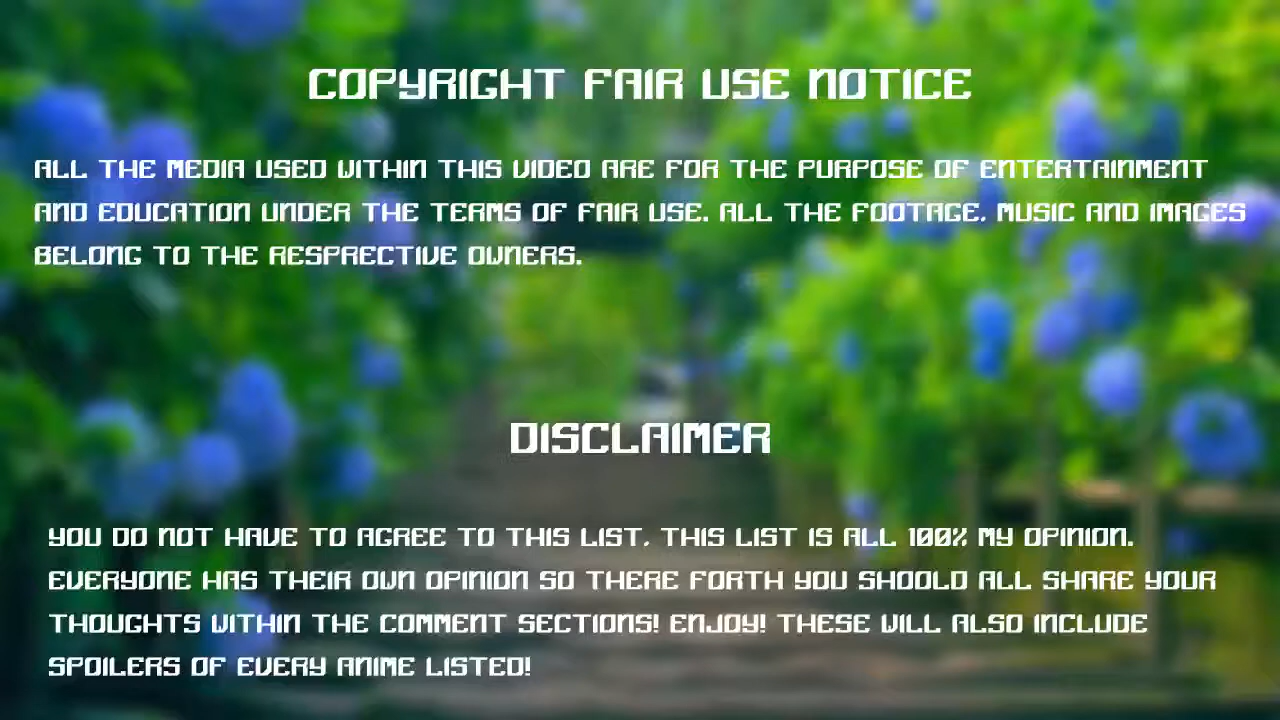 COPYRIGHT FAIR USE NOTICE
ALL THE MEDIA USED WITHIN THIS VIDEO ARE FOR THE PURPOSE OF ENTERTAINMENT
AND EDUCATION UNDER THE TERMS OF FAIR USE. ALL THE FOOTAGE, MUSIC AND IMAGES
BELONG TO THE RESPRECTIVE OWNERS.
DISCLAIMER
YOU DO NOT HAVE TO AGREE TO THIS LIST, THIS LIST IS ALL 100% MY OPINION.
EVERYONE HAS THEIR OWN OPINION SO THERE FORTH YOU SHOOLD ALL SHARE YOUR
THOUGHTS WITHIN THE COMMENT SECTIONS! ENJOY! THESE WILL ALSO INCLUDE
SPOILERS OF EVERY ANIME LISTED!